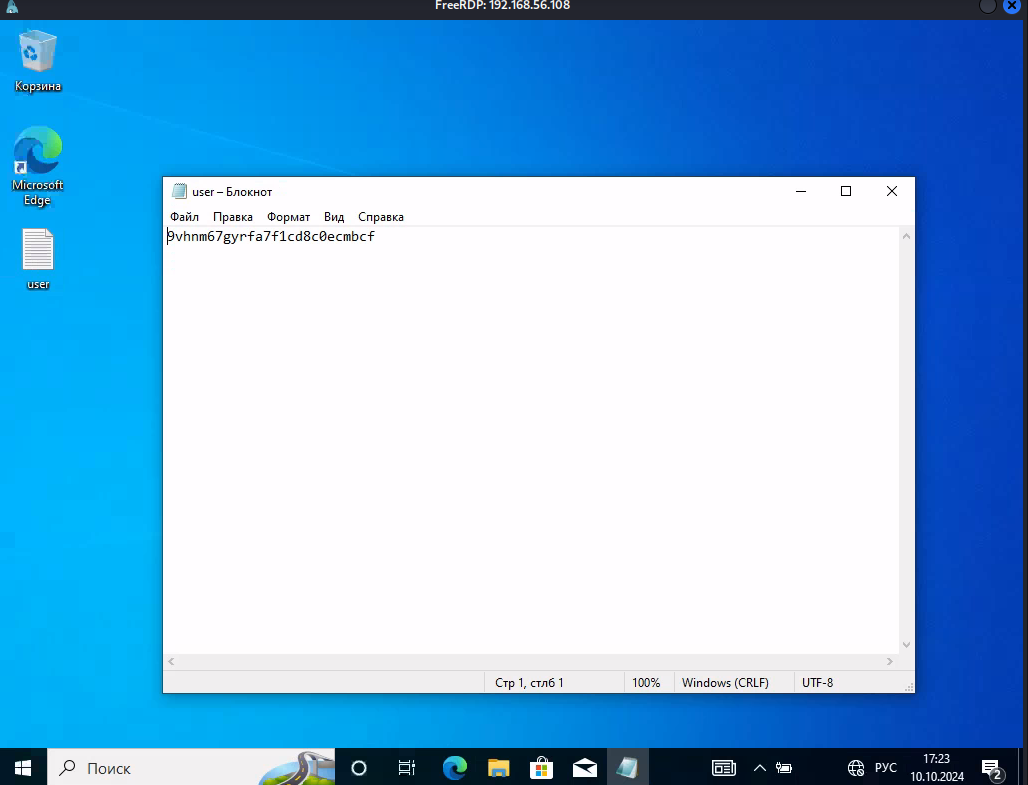 FreeRDP: 192.168.56.108
Корзина
Microsoft
Edge
user
user – Блокнот
Файл Правка Формат Вид Справка
9vhnm67gyrfa7f1cd8c0ecmbcf
Стр 1, стлб 1 100% Windows (CRLF) UTF-8
Поиск
РУС
17:23
10.10.2024
2